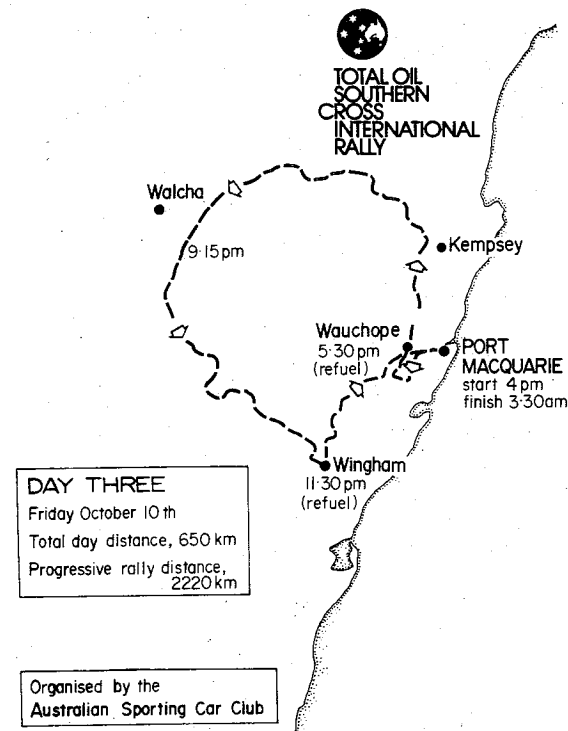 TOTAL OIL
SOUTHERN
CROSS
INTERNATIONAL
RALLY
Walcha
9·15pm
Kempsey
Wauchope
5·30 pm
(refuel)
PORT
MACQUARIE
start 4pm
finish 3·30am
Wingham
11·30pm
(refuel)
DAY THREE
Friday October 10th
Total day distance, 650 km
Progressive rally distance,
2220km
Organised by the
Australian Sporting Car Club